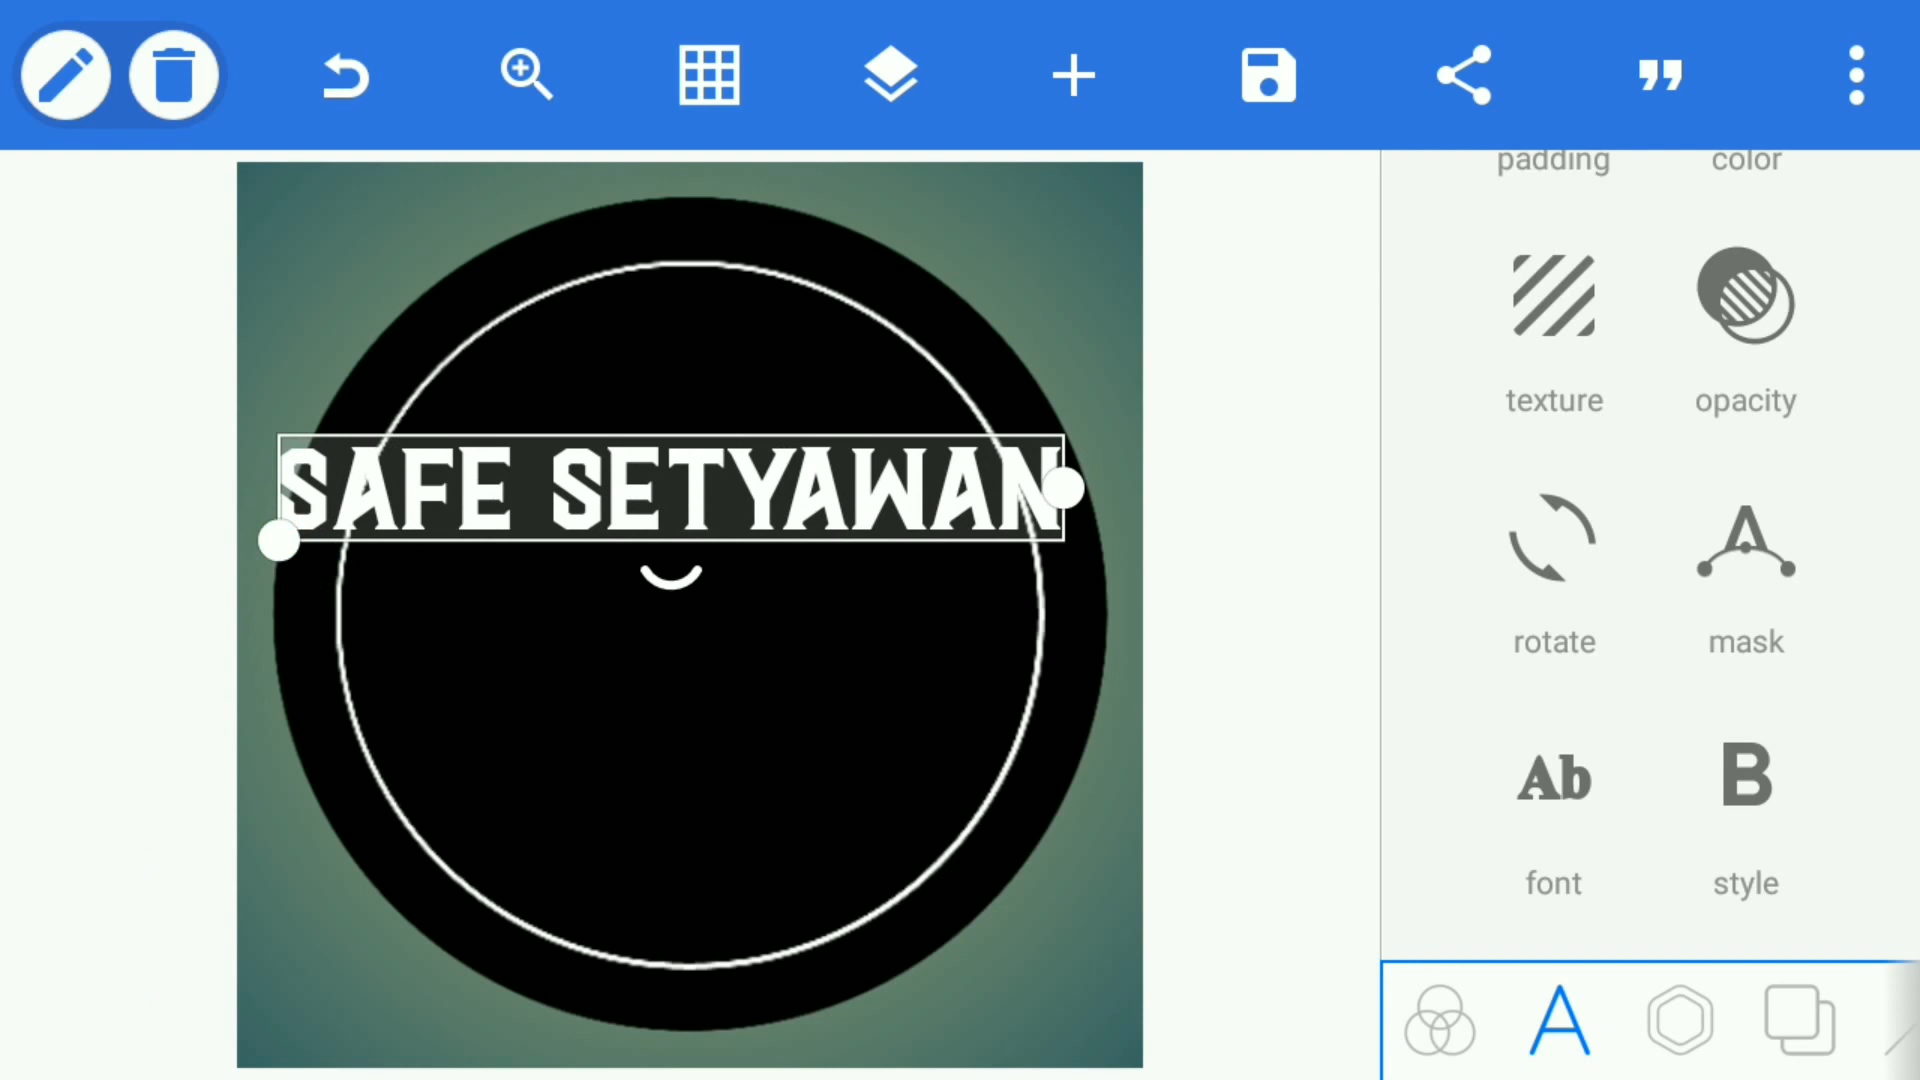 padding color
texture opacity
SAFE SETYAWAN
rotate mask
Ab B
font style
A